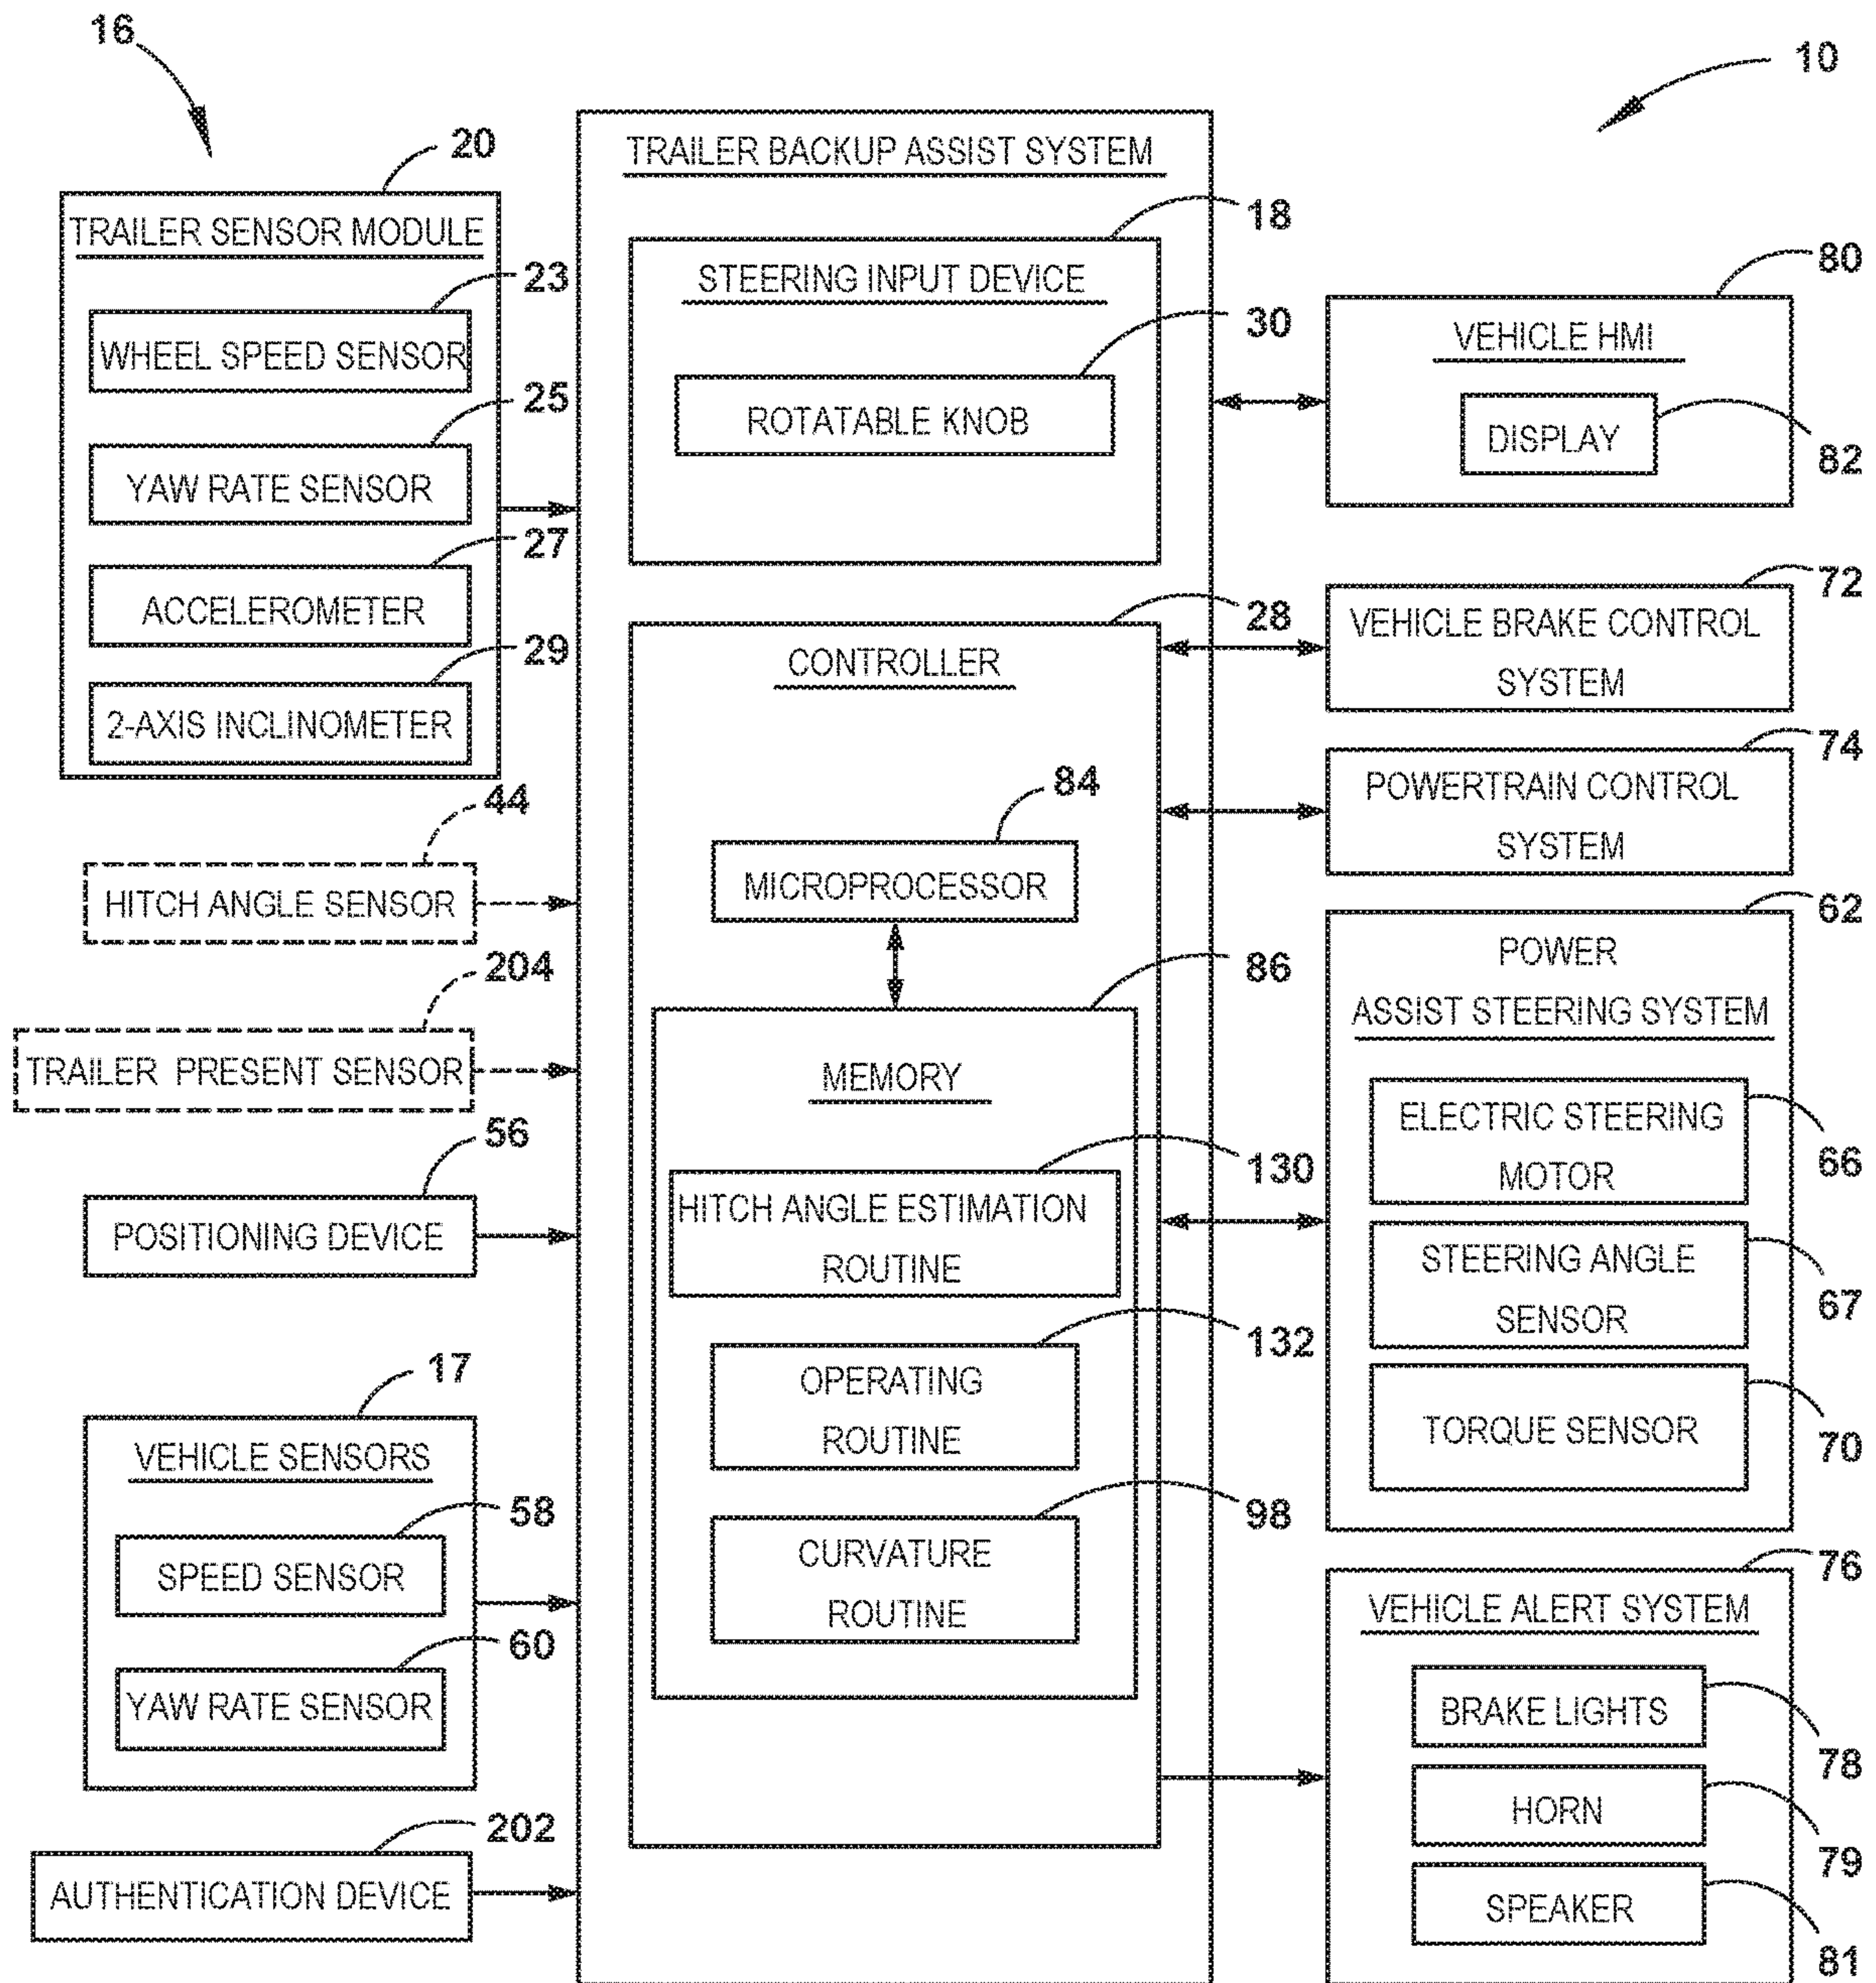 16
10
20
TRAILER SENSOR MODULE
23
WHEEL SPEED SENSOR
25
YAW RATE SENSOR
27
ACCELEROMETER
29
2-AXIS INCLINOMETER
44
HITCH ANGLE SENSOR
204
TRAILER PRESENT SENSOR
56
POSITIONING DEVICE
17
VEHICLE SENSORS
58
SPEED SENSOR
60
YAW RATE SENSOR
202
AUTHENTICATION DEVICE
TRAILER BACKUP ASSIST SYSTEM
18
STEERING INPUT DEVICE
30
ROTATABLE KNOB
28
CONTROLLER
84
MICROPROCESSOR
86
MEMORY
130
HITCH ANGLE ESTIMATION
ROUTINE
132
OPERATING
ROUTINE
98
CURVATURE
ROUTINE
80
VEHICLE HMI
DISPLAY
82
72
VEHICLE BRAKE CONTROL
SYSTEM
74
POWERTRAIN CONTROL
SYSTEM
62
POWER
ASSIST STEERING SYSTEM
ELECTRIC STEERING
MOTOR
66
STEERING ANGLE
SENSOR
67
TORQUE SENSOR
70
76
VEHICLE ALERT SYSTEM
BRAKE LIGHTS
78
HORN
79
SPEAKER
81